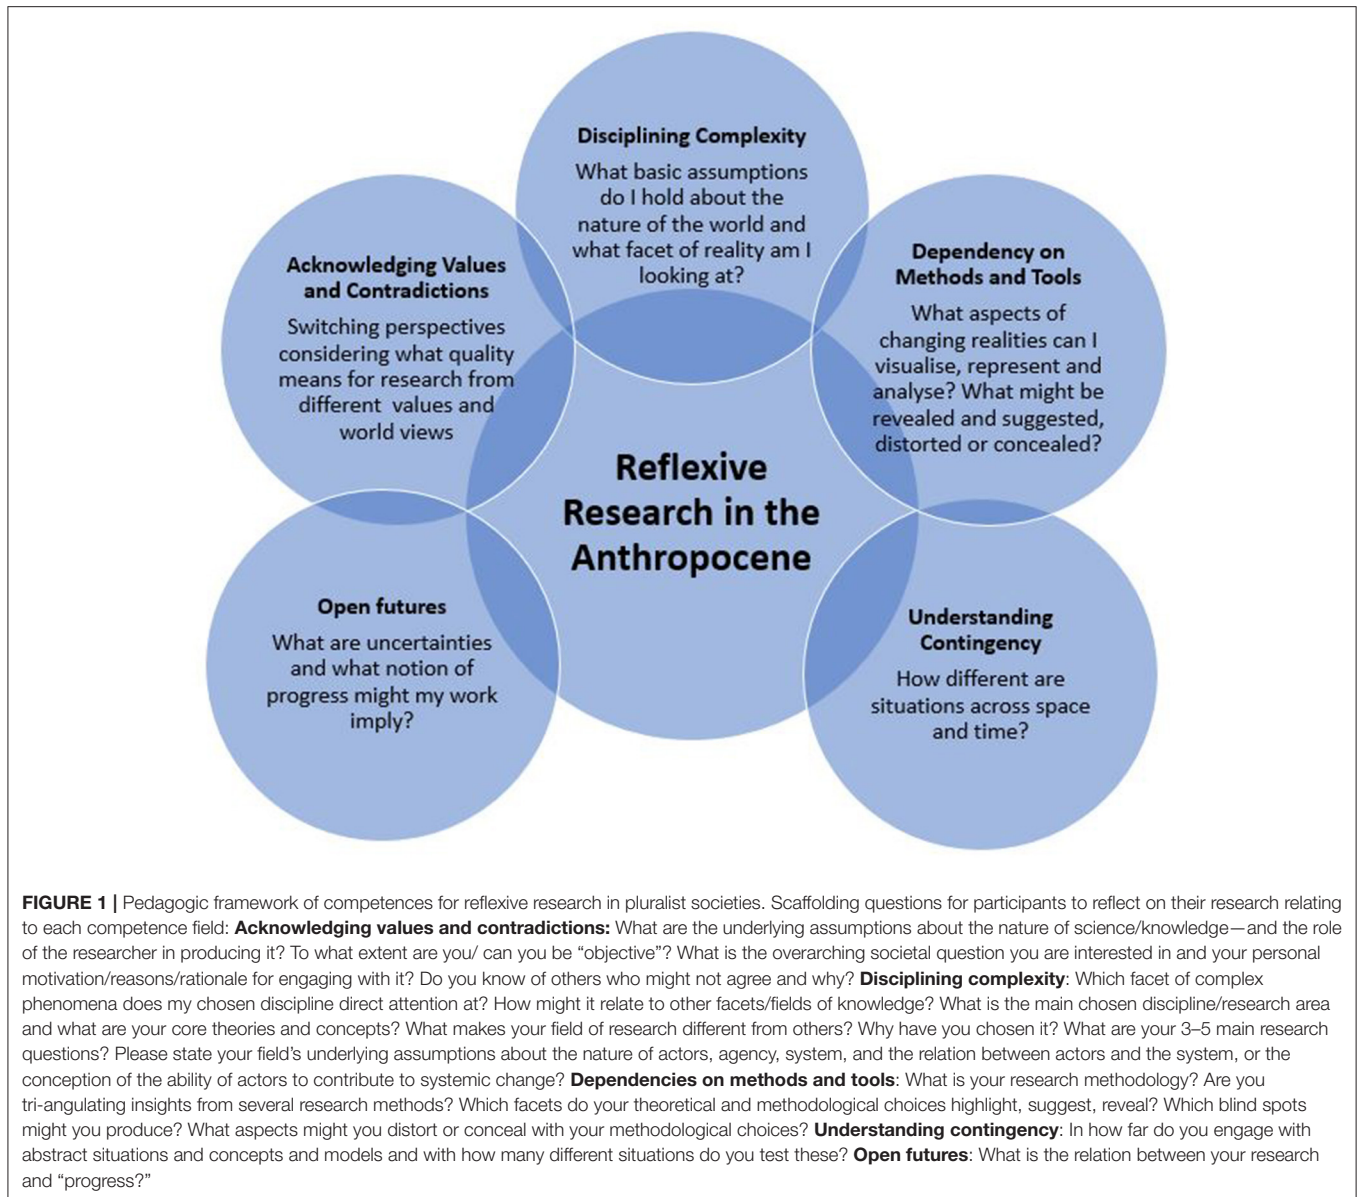 Disciplining Complexity
What basic assumptions
do I hold about the
nature of the world and
what facet of reality am I
looking at?
Acknowledging Values
and Contradictions
Switching perspectives
considering what quality
means for research from
different values and
world views
Dependency on
Methods and Tools
What aspects of
changing realities can I
visualise, represent and
analyse? What might be
revealed and suggested,
distorted or concealed?
Reflexive
Research in the
Anthropocene
Open futures
What are uncertainties
and what notion of
progress might my work
imply?
Understanding
Contingency
How different are
situations across space
and time?
FIGURE 1 | Pedagogic framework of competences for reflexive research in pluralist societies. Scaffolding questions for participants to reflect on their research relating
to each competence field: Acknowledging values and contradictions: What are the underlying assumptions about the nature of science/knowledge—and the role
of the researcher in producing it? To what extent are you/ can you be “objective”? What is the overarching societal question you are interested in and your personal
motivation/reasons/rationale for engaging with it? Do you know of others who might not agree and why? Disciplining complexity: Which facet of complex
phenomena does my chosen discipline direct attention at? How might it relate to other facets/fields of knowledge? What is the main chosen discipline/research area
and what are your core theories and concepts? What makes your field of research different from others? Why have you chosen it? What are your 3–5 main research
questions? Please state your field’s underlying assumptions about the nature of actors, agency, system, and the relation between actors and the system, or the
conception of the ability of actors to contribute to systemic change? Dependencies on methods and tools: What is your research methodology? Are you
tri-angulating insights from several research methods? Which facets do your theoretical and methodological choices highlight, suggest, reveal? Which blind spots
might you produce? What aspects might you distort or conceal with your methodological choices? Understanding contingency: In how far do you engage with
abstract situations and concepts and models and with how many different situations do you test these? Open futures: What is the relation between your research
and “progress?”